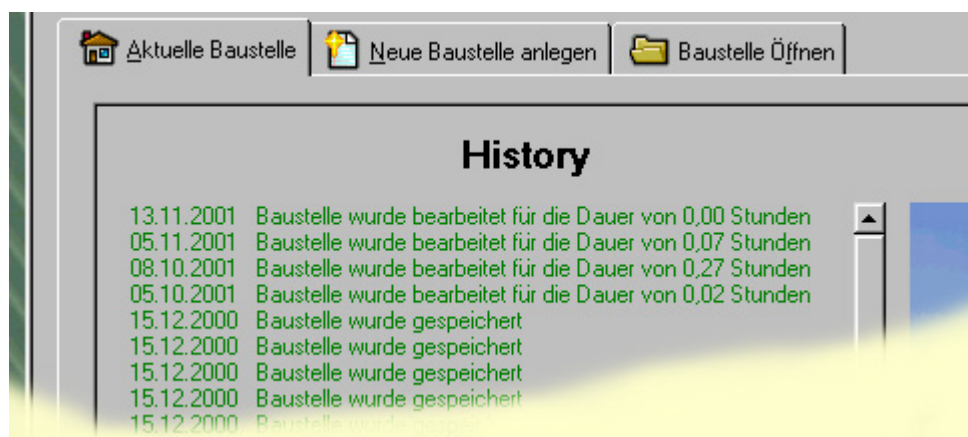 Aktuelle Baustelle Neue Baustelle anlegen Baustelle Öffnen
History
13.11.2001 Baustelle wurde bearbeitet für die Dauer von 0,00 Stunden
05.11.2001 Baustelle wurde bearbeitet für die Dauer von 0,07 Stunden
08.10.2001 Baustelle wurde bearbeitet für die Dauer von 0,27 Stunden
05.10.2001 Baustelle wurde bearbeitet für die Dauer von 0,02 Stunden
15.12.2000 Baustelle wurde gespeichert
15.12.2000 Baustelle wurde gespeichert
15.12.2000 Baustelle wurde gespeichert
15.12.2000 Baustelle wurde gespeichert
15.12.2000 Baustelle wurde